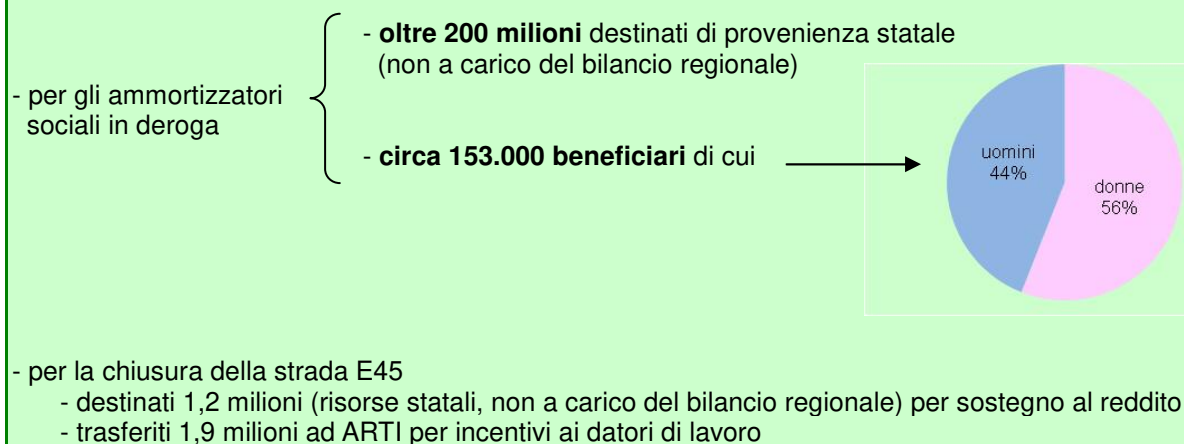 - oltre 200 milioni destinati di provenienza statale
(non a carico del bilancio regionale)
- per gli ammortizzatori
sociali in deroga
- circa 153.000 beneficiari di cui
uomini
44%
donne
56%
- per la chiusura della strada E45
- destinati 1,2 milioni (risorse statali, non a carico del bilancio regionale) per sostegno al reddito
- trasferiti 1,9 milioni ad ARTI per incentivi ai datori di lavoro